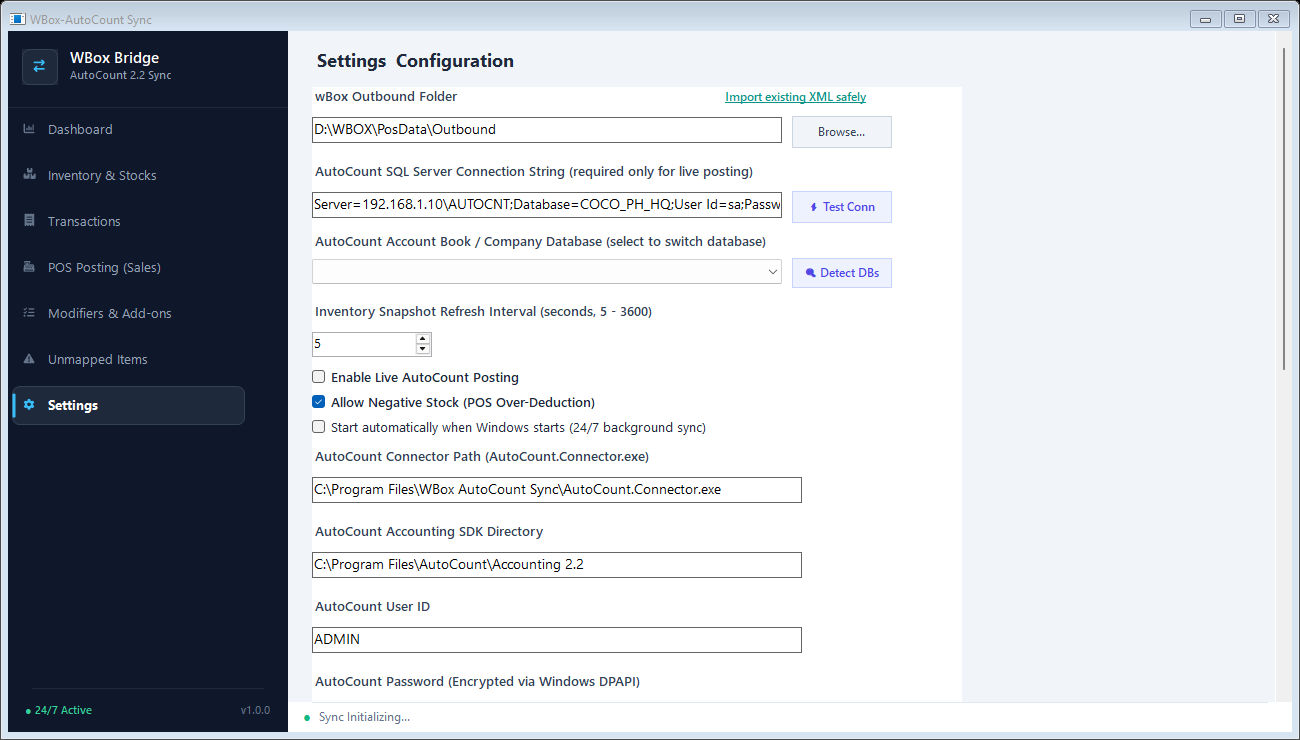 WBox-AutoCount Sync
WBox Bridge
AutoCount 2.2 Sync
Dashboard
Inventory & Stocks
Transactions
POS Posting (Sales)
Modifiers & Add-ons
Unmapped Items
Settings
24/7 Active
v1.0.0
Settings Configuration
wBox Outbound Folder
Import existing XML safely
D:\WBOX\PosData\Outbound
Browse...
AutoCount SQL Server Connection String (required only for live posting)
Server=192.168.1.10\AUTOCNT;Database=COCO_PH_HQ;User Id=sa;Passw
Test Conn
AutoCount Account Book / Company Database (select to switch database)
Detect DBs
Inventory Snapshot Refresh Interval (seconds, 5 - 3600)
5
Enable Live AutoCount Posting
Allow Negative Stock (POS Over-Deduction)
Start automatically when Windows starts (24/7 background sync)
AutoCount Connector Path (AutoCount.Connector.exe)
C:\Program Files\WBox AutoCount Sync\AutoCount.Connector.exe
AutoCount Accounting SDK Directory
C:\Program Files\AutoCount\Accounting 2.2
AutoCount User ID
ADMIN
AutoCount Password (Encrypted via Windows DPAPI)
Sync Initializing...